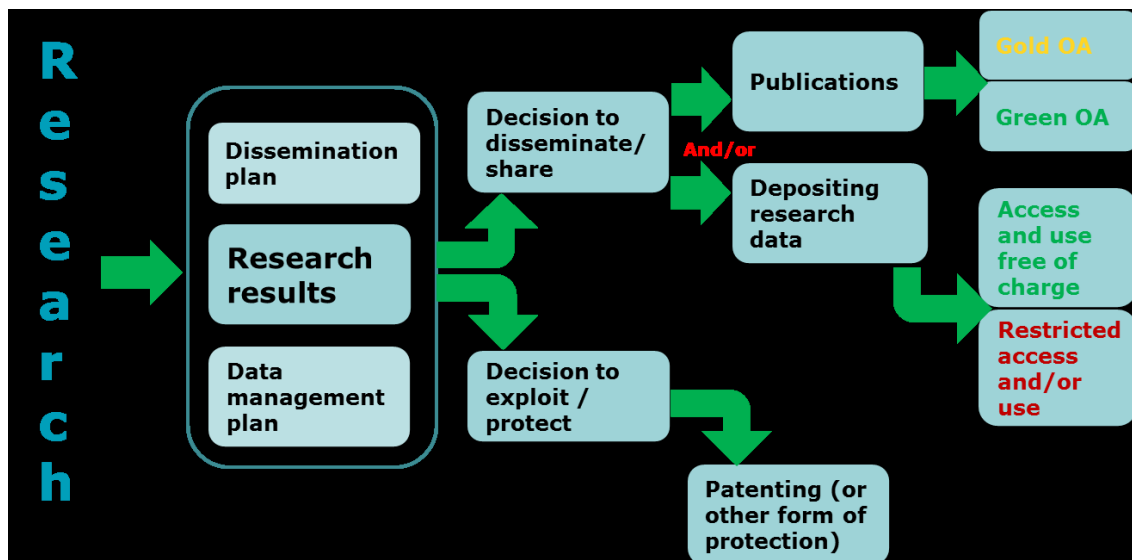 Research
Dissemination
plan
Research
results
Data
management
plan
Decision to
disseminate/
share
And/or
Decision to
exploit /
protect
Publications
Depositing
research
data
Patenting (or
other form of
protection)
Gold OA
Green OA
Access
and use
free of
charge
Restricted
access
and/or
use